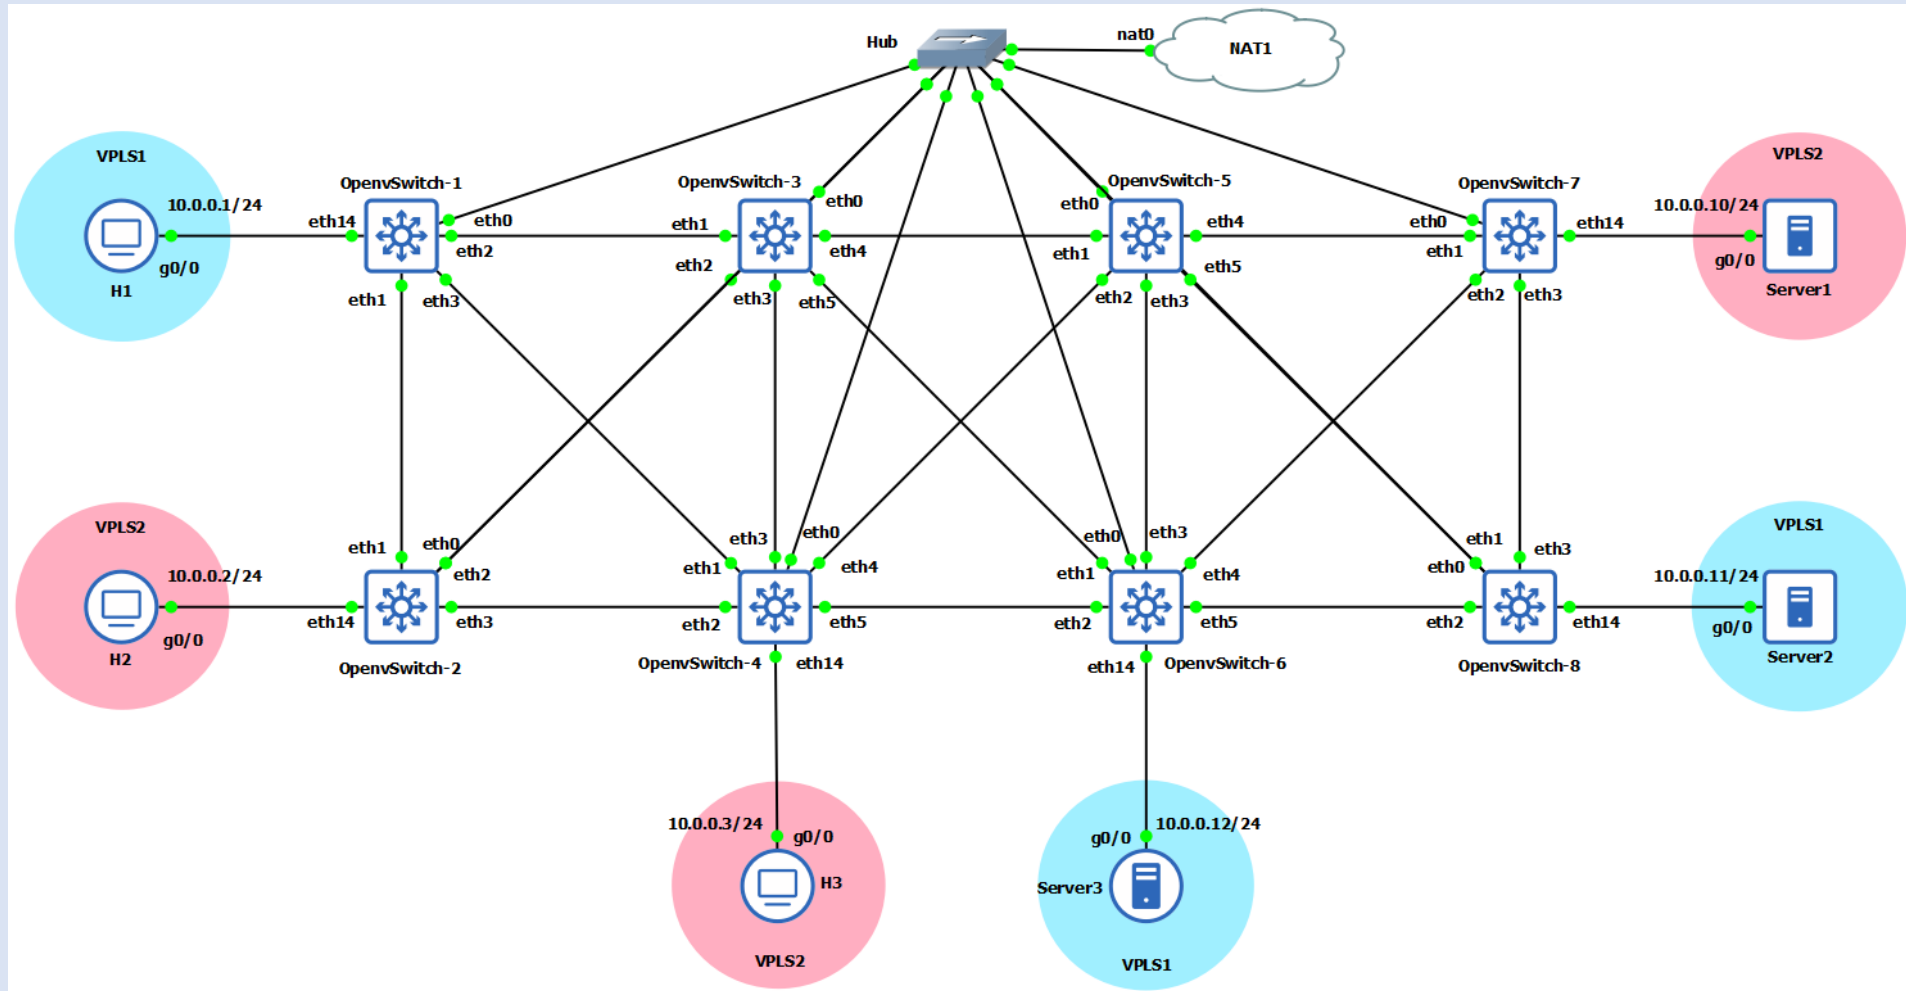 Hub
nat0
NAT1
VPLS1
10.0.0.1/24
g0/0
H1
OpenvSwitch-1
eth14
eth0
eth2
eth1
eth3
OpenvSwitch-3
eth0
eth1
eth4
eth2
eth3
eth5
OpenvSwitch-5
eth0
eth4
eth1
eth5
eth2
eth3
OpenvSwitch-7
eth0
eth14
eth1
eth2
eth3
VPLS2
10.0.0.10/24
g0/0
Server1
VPLS2
10.0.0.2/24
g0/0
H2
eth1
eth0
eth2
eth14
eth3
OpenvSwitch-2
eth3
eth0
eth1
eth4
eth2
eth5
OpenvSwitch-4
eth14
eth0
eth3
eth1
eth4
eth2
eth5
eth14
OpenvSwitch-6
eth1
eth3
eth0
eth2
eth14
OpenvSwitch-8
VPLS1
10.0.0.11/24
g0/0
Server2
10.0.0.3/24
g0/0
H3
VPLS2
10.0.0.12/24
g0/0
Server3
VPLS1